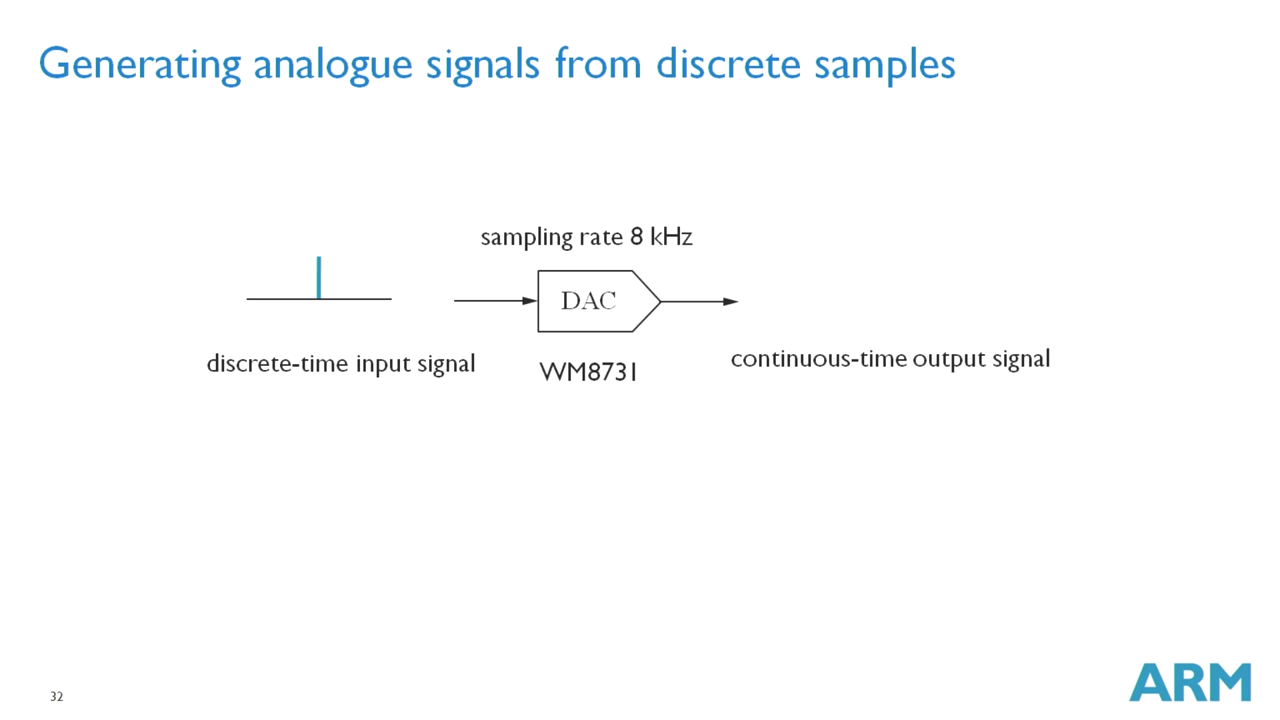 Generating analogue signals from discrete samples
sampling rate 8 kHz
DAC
discrete-time input signal
WM8731
continuous-time output signal
32
ARM